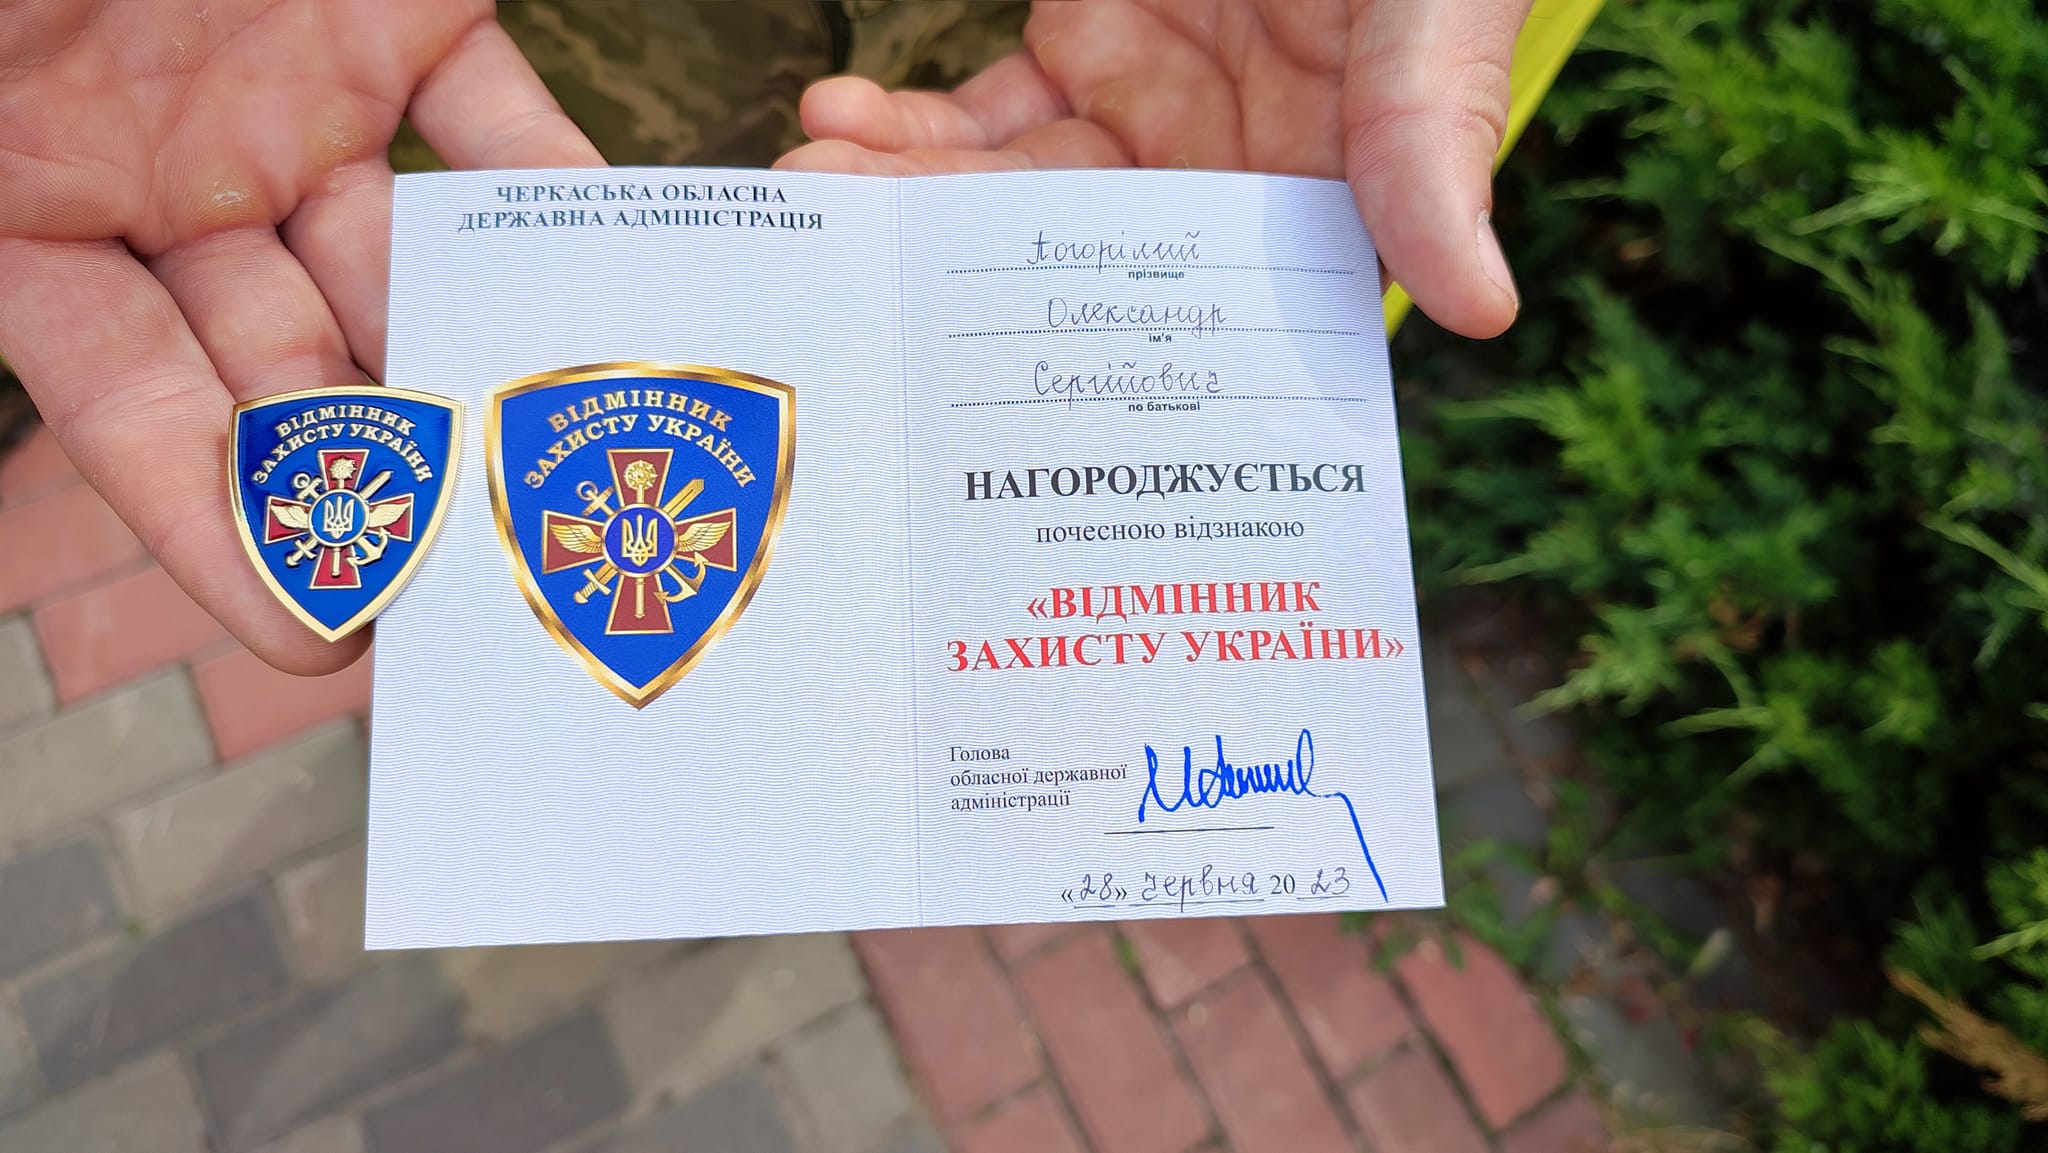 ЧЕРКАСЬКА ОБЛАСНА
ДЕРЖАВНА АДМІНІСТРАЦІЯ
ВІДМІННИК
ЗАХИСТУ УКРАЇНИ
ВІДМІННИК
ЗАХИСТУ УКРАЇНИ
Погорілий
прізвище
Олександр
ім'я
Сергійович
по батькові
НАГОРОДЖУЄТЬСЯ
почесною відзнакою
«ВІДМІННИК
ЗАХИСТУ УКРАЇНИ»
Голова
обласної державної
адміністрації
«28» червня 2023